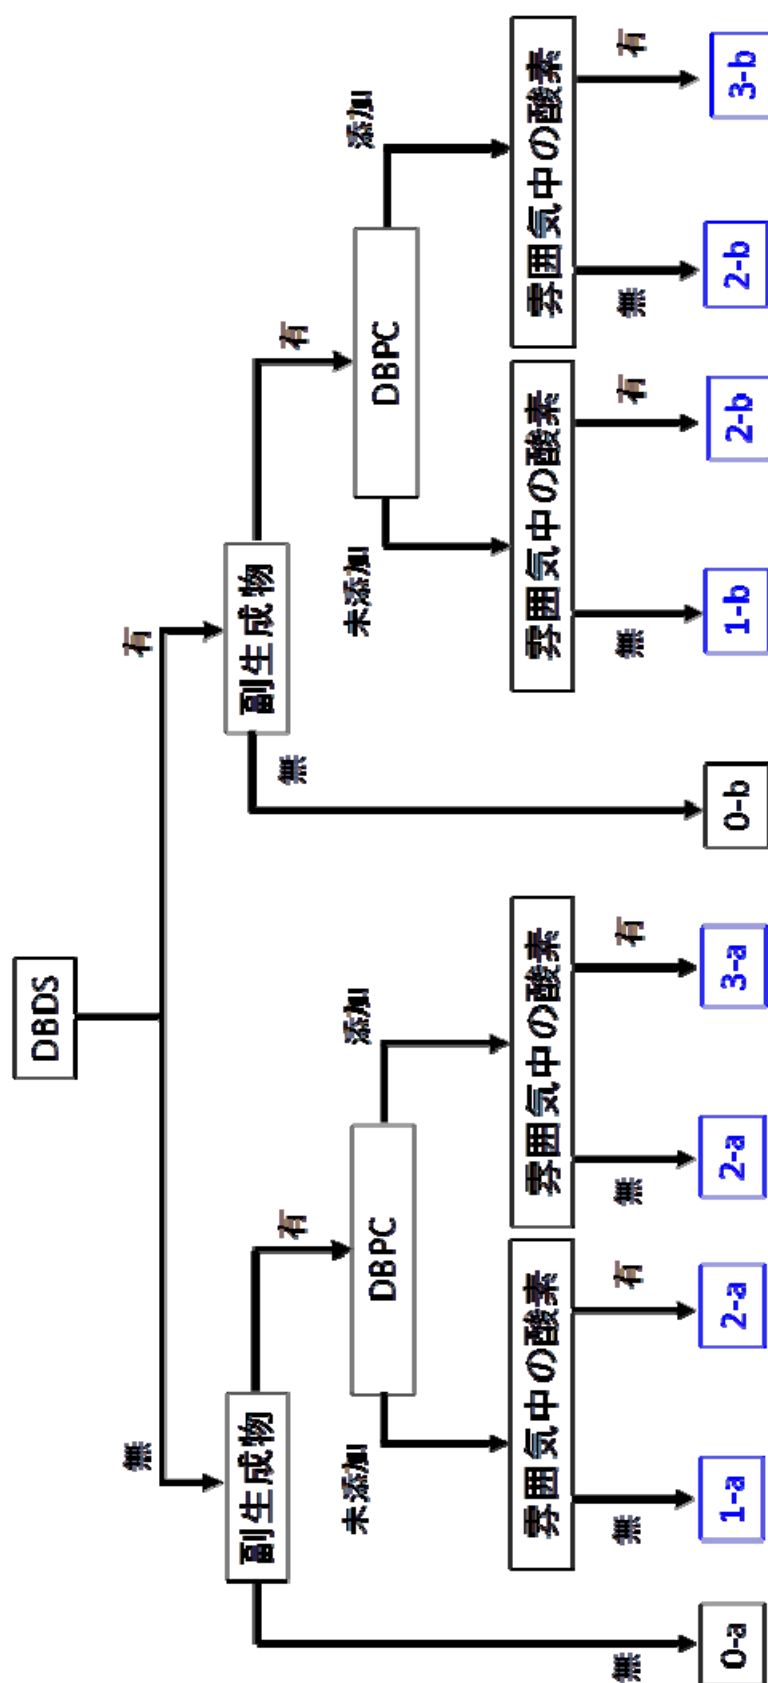 DBDS
無
有
副生成物
副生成物
無
有
無
有
DBPC
DBPC
未添加
添加
未添加
添加
雰囲気中の酸素
雰囲気中の酸素
雰囲気中の酸素
雰囲気中の酸素
無
有
無
有
無
有
無
有
0-a
1-a
2-a
2-a
3-a
0-b
1-b
2-b
2-b
3-b